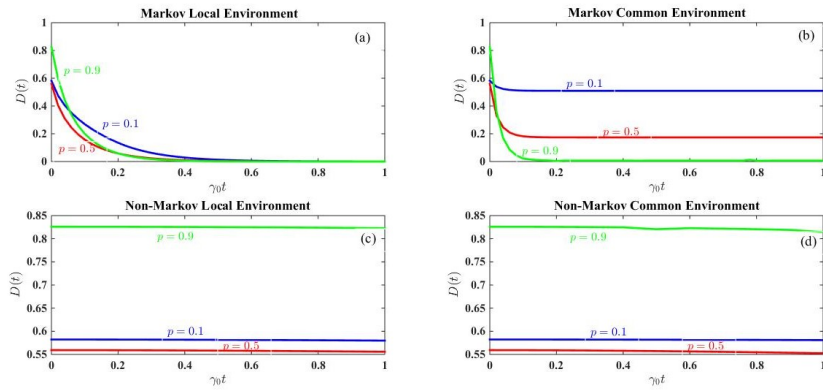 Markov Local Environment
(a)
1
0.8
0.6
0.4
0.2
0
D(t)
p = 0.9
p = 0.1
p = 0.5
0 0.2 0.4 0.6 0.8 1
γ₀t
Markov Common Environment
(b)
1
0.8
0.6
0.4
0.2
0
D(t)
p = 0.1
p = 0.5
p = 0.9
0 0.2 0.4 0.6 0.8 1
γ₀t
Non-Markov Local Environment
(c)
0.85
0.8
0.75
0.7
0.65
0.6
0.55
D(t)
p = 0.9
p = 0.1
p = 0.5
0 0.2 0.4 0.6 0.8 1
γ₀t
Non-Markov Common Environment
(d)
0.85
0.8
0.75
0.7
0.65
0.6
0.55
D(t)
p = 0.9
p = 0.1
p = 0.5
0 0.2 0.4 0.6 0.8 1
γ₀t